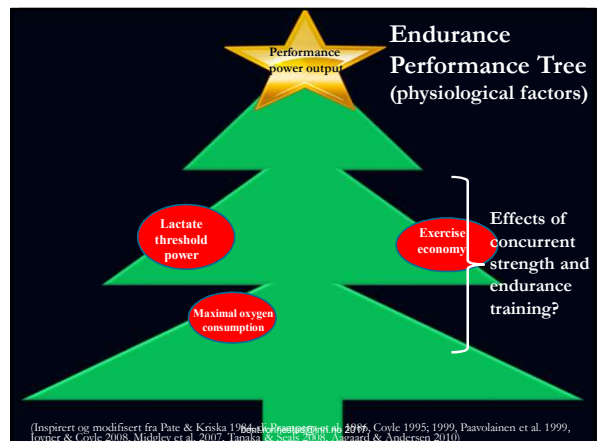 Performance
power output
Endurance
Performance Tree
(physiological factors)
Lactate
threshold
power
Exercise
economy
Effects of
concurrent
strength and
endurance
training?
Maximal oxygen
consumption
(Inspirert og modifisert fra Pate & Kriska 1984, di 1986, Coyle 1995; 1999, Paavolainen et al. 1999,
Joyner & Coyle 2008, Midgley et al. 2007, Tanaka & Seals 2008, Aagaard & Andersen 2010)